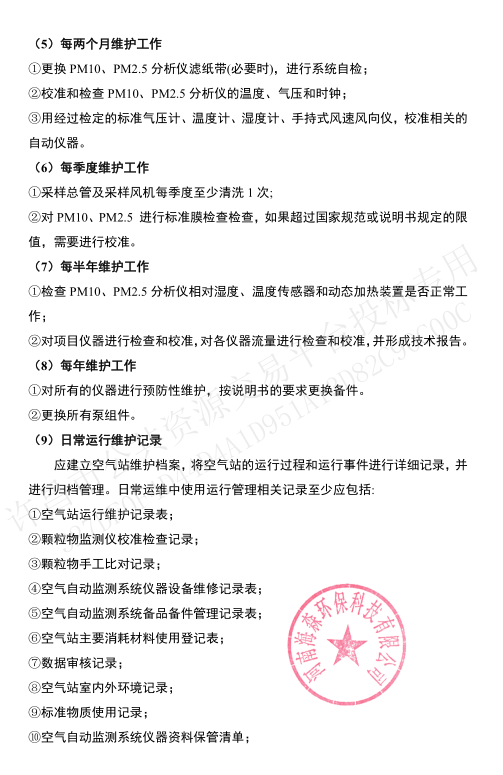 （5）每两个月维护工作
①更换 PM10、PM2.5 分析仪滤纸带(必要时)，进行系统自检；
②校准和检查 PM10、PM2.5 分析仪的温度、气压和时钟；
③用经过检定的标准气压计、温度计、湿度计、手持式风速风向仪，校准相关的
自动仪器。
（6）每季度维护工作
①采样总管及采样风机每季度至少清洗 1 次;
②对 PM10、PM2.5 进行标准膜检查检查，如果超过国家规范或说明书规定的限
值，需要进行校准。
（7）每半年维护工作
①检查 PM10、PM2.5 分析仪相对湿度、温度传感器和动态加热装置是否正常工
作；
②对项目仪器进行检查和校准,对各仪器流量进行检查和校准,并形成技术报告。
（8）每年维护工作
①对所有的仪器进行预防性维护，按说明书的要求更换备件。
②更换所有泵组件。
（9）日常运行维护记录
应建立空气站维护档案，将空气站的运行过程和运行事件进行详细记录，并
进行归档管理。日常运维中使用运行管理相关记录至少应包括:
①空气站运行维护记录表；
②颗粒物监测仪校准检查记录；
③颗粒物手工比对记录；
④空气自动监测系统仪器设备维修记录表；
⑤空气自动监测系统备品备件管理记录表；
⑥空气站主要消耗材料使用登记表；
⑦数据审核记录；
⑧空气站室内外环境记录；
⑨标准物质使用记录；
⑩空气自动监测系统仪器资料保管清单；
河南海森环保科技有限公司